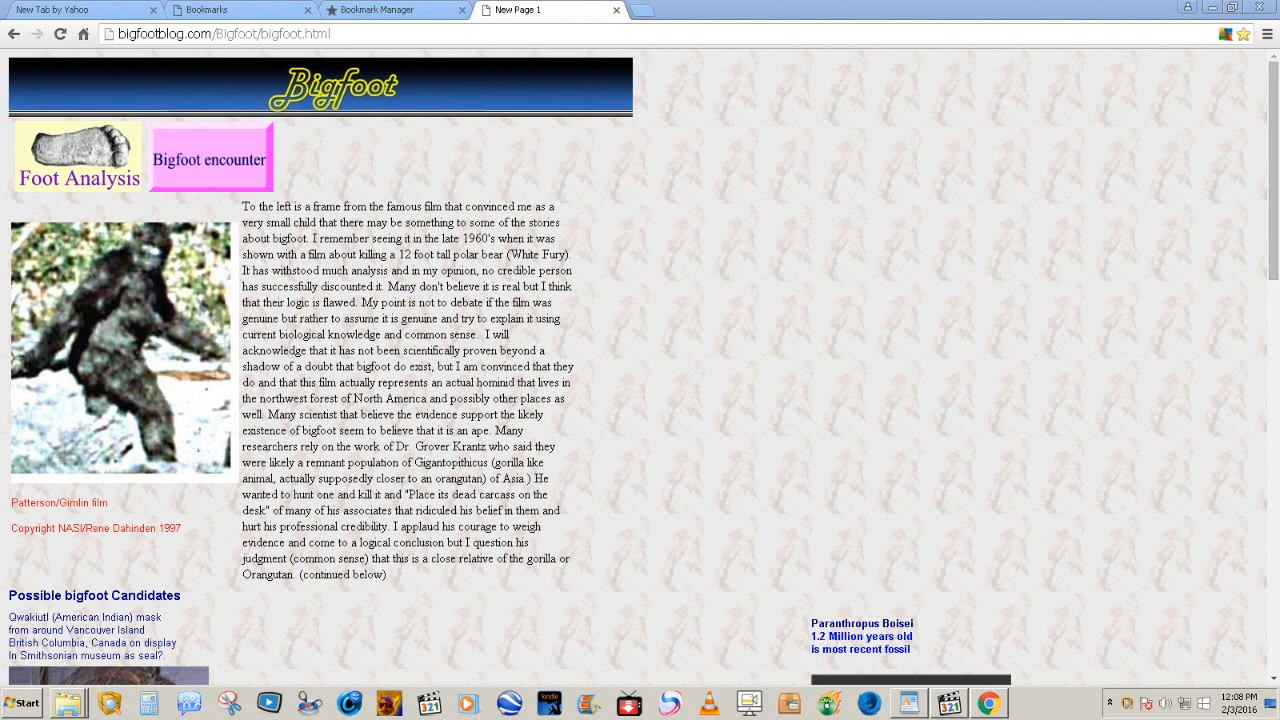 New Tab by Yahoo
Bookmarks
Bookmark Manager
New Page 1
bigfootblog.com/Bigfoot/bigfoot.html
Bigfoot
Foot Analysis
Bigfoot encounter
To the left is a frame from the famous film that convinced me as a
very small child that there may be something to some of the stories
about bigfoot. I remember seeing it in the late 1960's when it was
shown with a film about killing a 12 foot tall polar bear (White Fury).
It has withstood much analysis and in my opinion, no credible person
has successfully discounted it. Many don't believe it is real but I think
that their logic is flawed. My point is not to debate if the film was
genuine but rather to assume it is genuine and try to explain it using
current biological knowledge and common sense.  I will
acknowledge that it has not been scientifically proven beyond a
shadow of a doubt that bigfoot do exist, but I am convinced that they
do and that this film actually represents an actual hominid that lives in
the northwest forest of North America and possibly other places as
well. Many scientist that believe the evidence support the likely
existence of bigfoot seem to believe that it is an ape. Many
researchers rely on the work of Dr. Grover Krantz who said they
were likely a remnant population of Gigantopithicus (gorilla like
animal, actually supposedly closer to an orangutan) of Asia.) He
wanted to hunt one and kill it and "Place its dead carcass on the
desk" of many of his associates that ridiculed his belief in them and
hurt his professional credibility. I applaud his courage to weigh
evidence and come to a logical conclusion but I question his
judgment (common sense) that this is a close relative of the gorilla or
Orangutan. (continued below)
Patterson/Gimlin film
Copyright NASI/Rene Dahinden 1997
Possible bigfoot Candidates
Qwakiutl (American Indian) mask
from around Vancouver Island
British Columbia, Canada on display
In Smithsonian museum as seal?.
Paranthropus Boisei
1.2 Million years old
is most recent fossil
Start
321
kindle
321
12:08 PM
2/3/2016